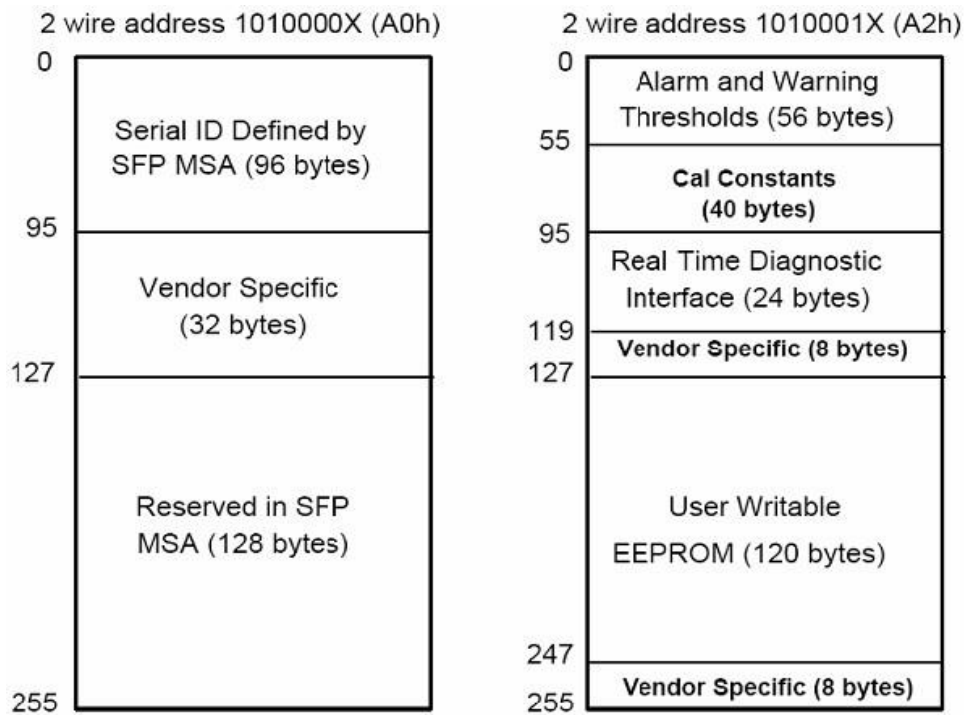 2 wire address 1010000X (A0h)
0
Serial ID Defined by
SFP MSA (96 bytes)
95
Vendor Specific
(32 bytes)
127
Reserved in SFP
MSA (128 bytes)
255
2 wire address 1010001X (A2h)
0
Alarm and Warning
Thresholds (56 bytes)
55
Cal Constants
(40 bytes)
95
Real Time Diagnostic
Interface (24 bytes)
119
Vendor Specific (8 bytes)
127
User Writable
EEPROM (120 bytes)
247
Vendor Specific (8 bytes)
255